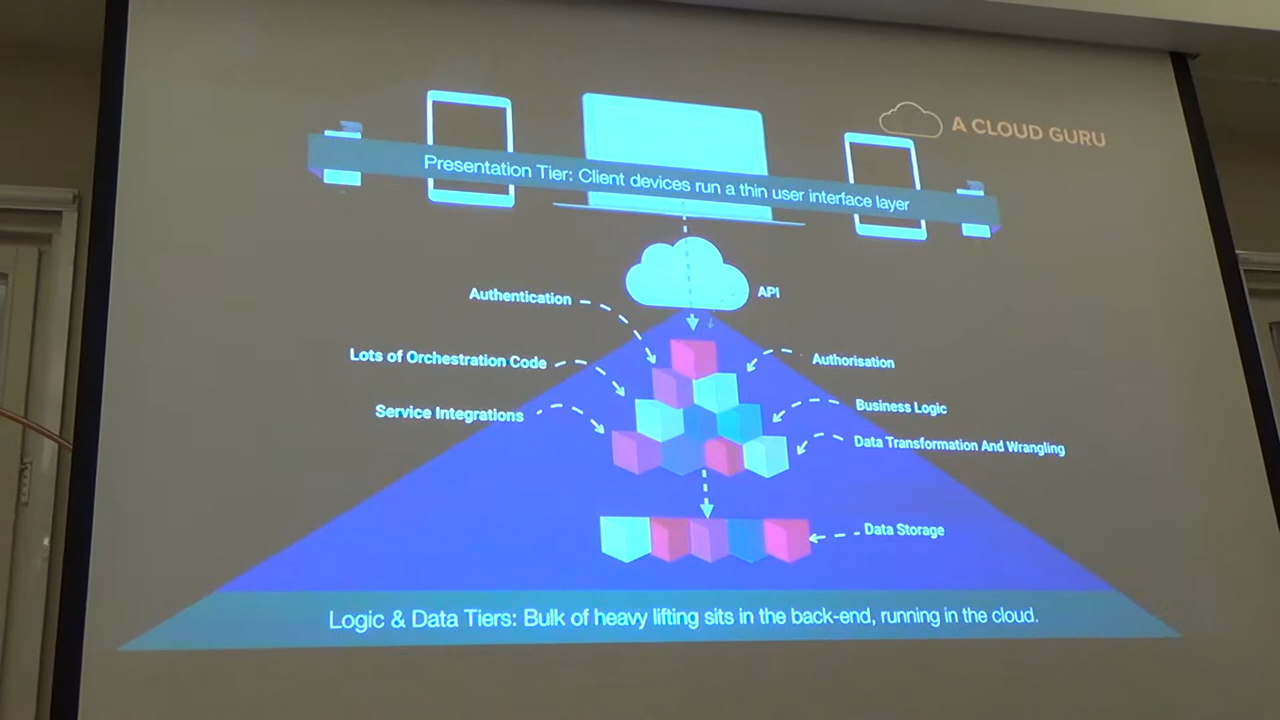 A CLOUD GURU
Presentation Tier: Client devices run a thin user interface layer
API
Authentication
Lots of Orchestration Code
Authorisation
Service Integrations
Business Logic
Data Transformation And Wrangling
Data Storage
Logic & Data Tiers: Bulk of heavy lifting sits in the back-end, running in the cloud.